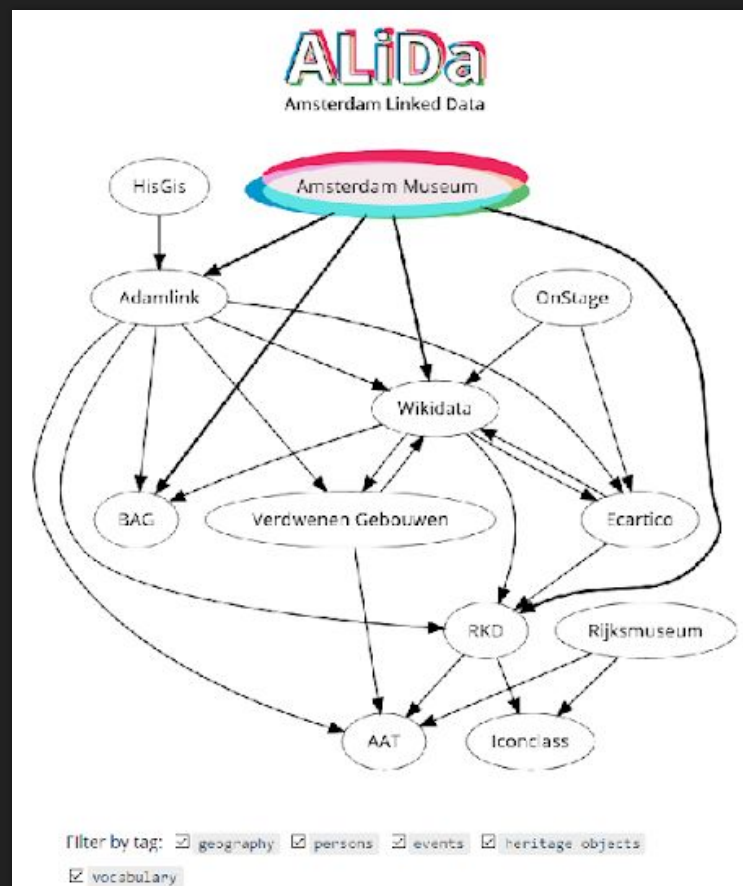 ALiDa
Amsterdam Linked Data
HisGis
Amsterdam Museum
Adamlink
OnStage
Wikidata
BAG
Verdwenen Gebouwen
Ecartico
RKD
Rijksmuseum
AAT
Iconclass
Filter by tag: geography persons events heritage objects
vocabulary